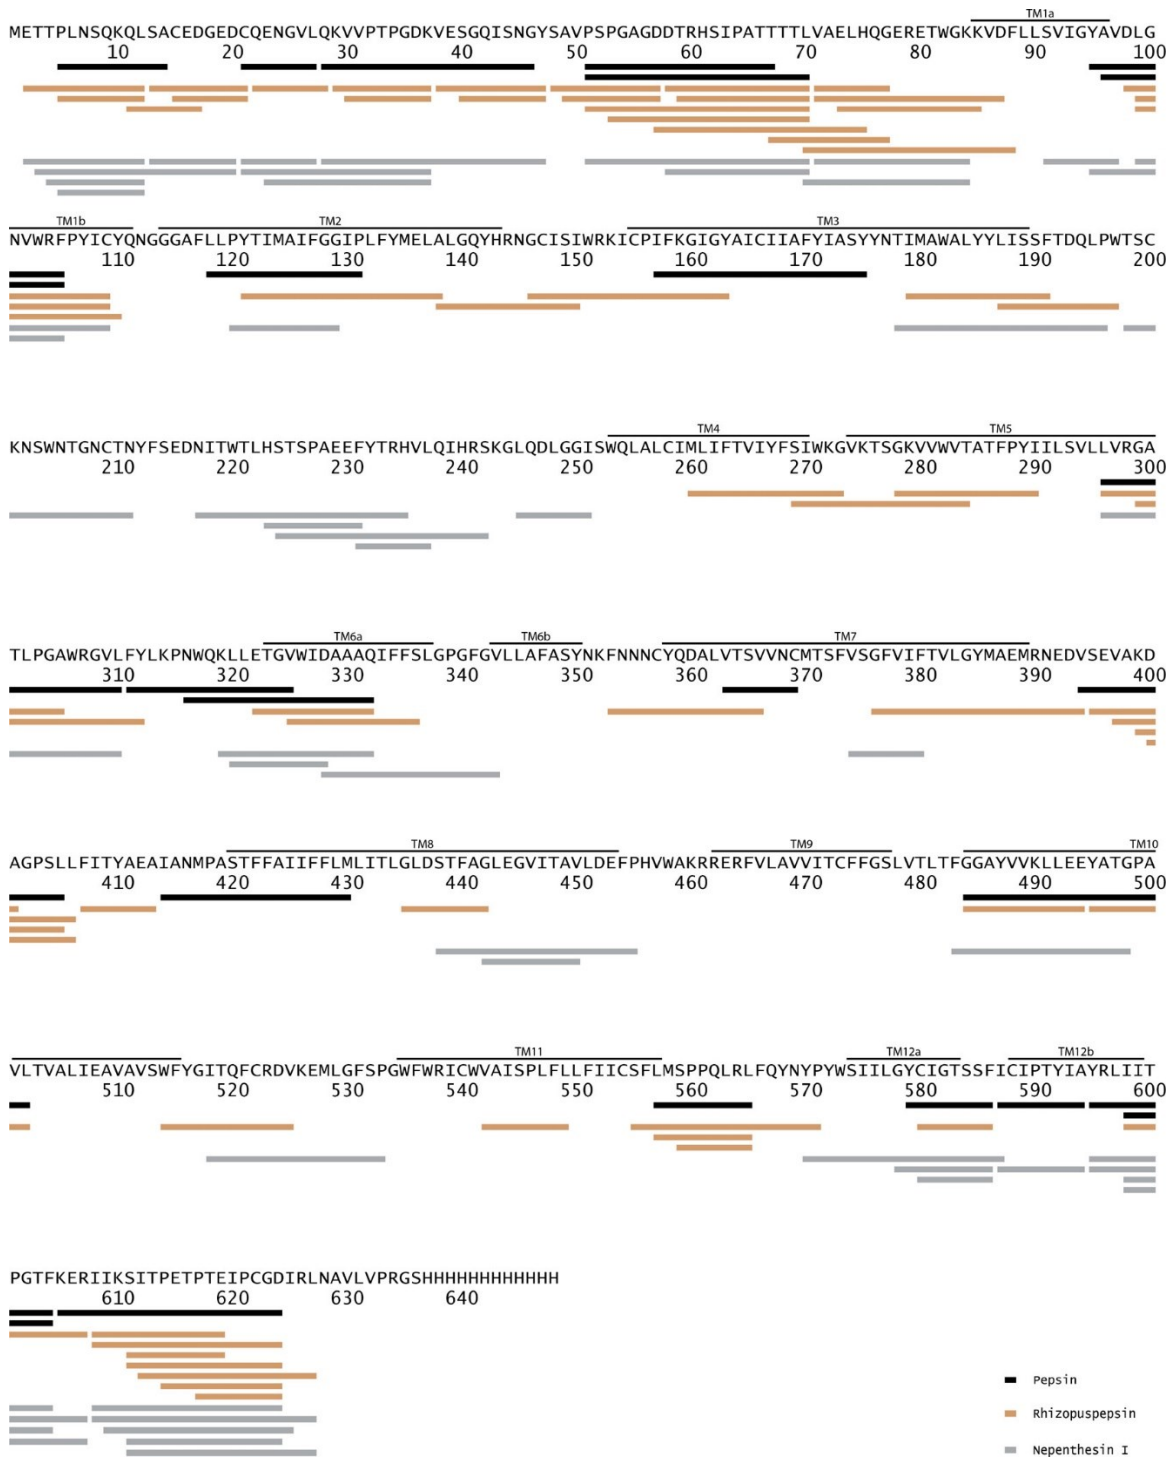 TM1a
METTPLNSQKQLSACEDGEDCQENGVLQKVVPTPGDKVESGQISNGYSAVPSPGAGDDTRHSIPATTTTLVAELHQGERETWGKKVDFLLSVIGYAVDLG
10 20 30 40 50 60 70 80 90 100
TM1b TM2 TM3
NVWRFPYICYQNGGGAFLLPYTIMAIFGGIPLFYMELALGQYHRNGCISIWRKICPIFKGIGYAICIIAFYIASYYNTIMAWALYYLISSFTDQLPWTSC
110 120 130 140 150 160 170 180 190 200
TM4 TM5
KNSWNTGNCTNYFSEDNITWTLHSTSPAEEFYTRHVLQIHRSKGLQDLGGISWQLALCIMLIFTVIYFSIWKGVKTSGKVVWVTATFPYIILSVLLVRGA
210 220 230 240 250 260 270 280 290 300
TM6a TM6b TM7
TLPGAWRGVLFYLKPNWQKLLETGVWIDAAAQIFFSLGPGFGVLLAFASYNKFNNNCYQDALVTSVVNCMTSFVSGFVIFTVLGYMAEMRNEDVSEVAKD
310 320 330 340 350 360 370 380 390 400
TM8 TM9 TM10
AGPSLLFITYAEAIANMPASTFFAIIFFLMLITLGLDSTFAGLEGVITAVLDEFPHVWAKRRERFVLAVVITCFFGSLVTLTFGGAYVVKLLEEYATGPA
410 420 430 440 450 460 470 480 490 500
TM11 TM12a TM12b
VLTVALIEAVAVSWFYGITQFCRDVKEMLGFSPGWFWRICWVAISPLFLLFIICSFLMSPPQLRLFQYNYPYWSIILGYCIGTSSFICIPTYIAYRLIIT
510 520 530 540 550 560 570 580 590 600
PGTFKERIIKSITPETPTEIPCGDIRLNAVLVPRGSHHHHHHHHHHHH
610 620 630 640
Pepsin
Rhizopuspepsin
Nepenthesin I